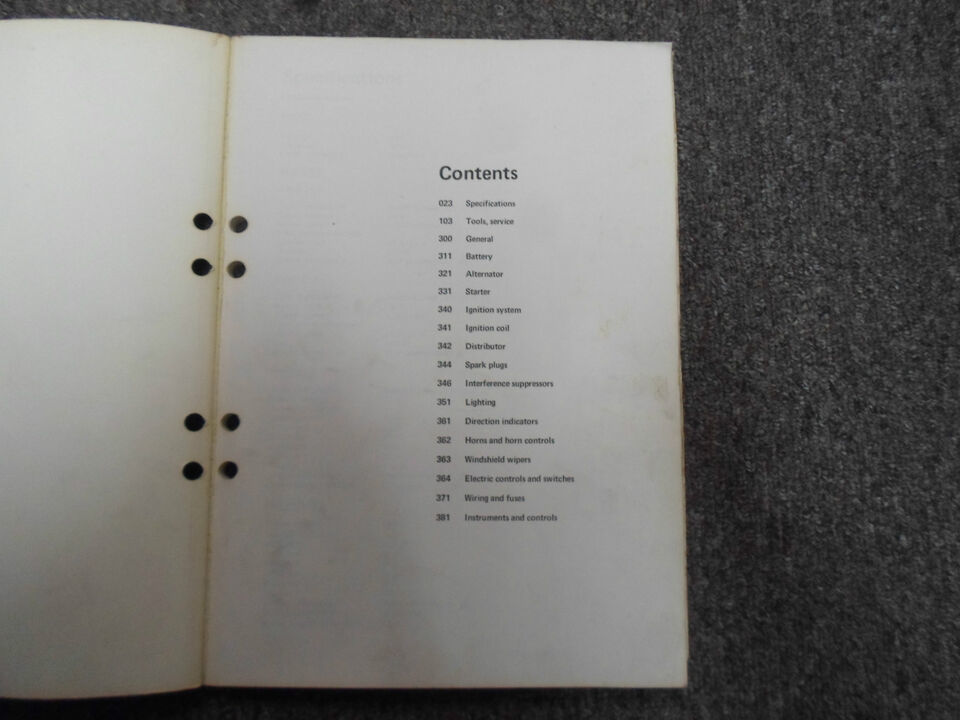 Specifications
Contents
023 Specifications
103 Tools, service
300 General
311 Battery
321 Alternator
331 Starter
340 Ignition system
341 Ignition coil
342 Distributor
344 Spark plugs
346 Interference suppressors
351 Lighting
361 Direction indicators
362 Horns and horn controls
363 Windshield wipers
364 Electric controls and switches
371 Wiring and fuses
381 Instruments and controls